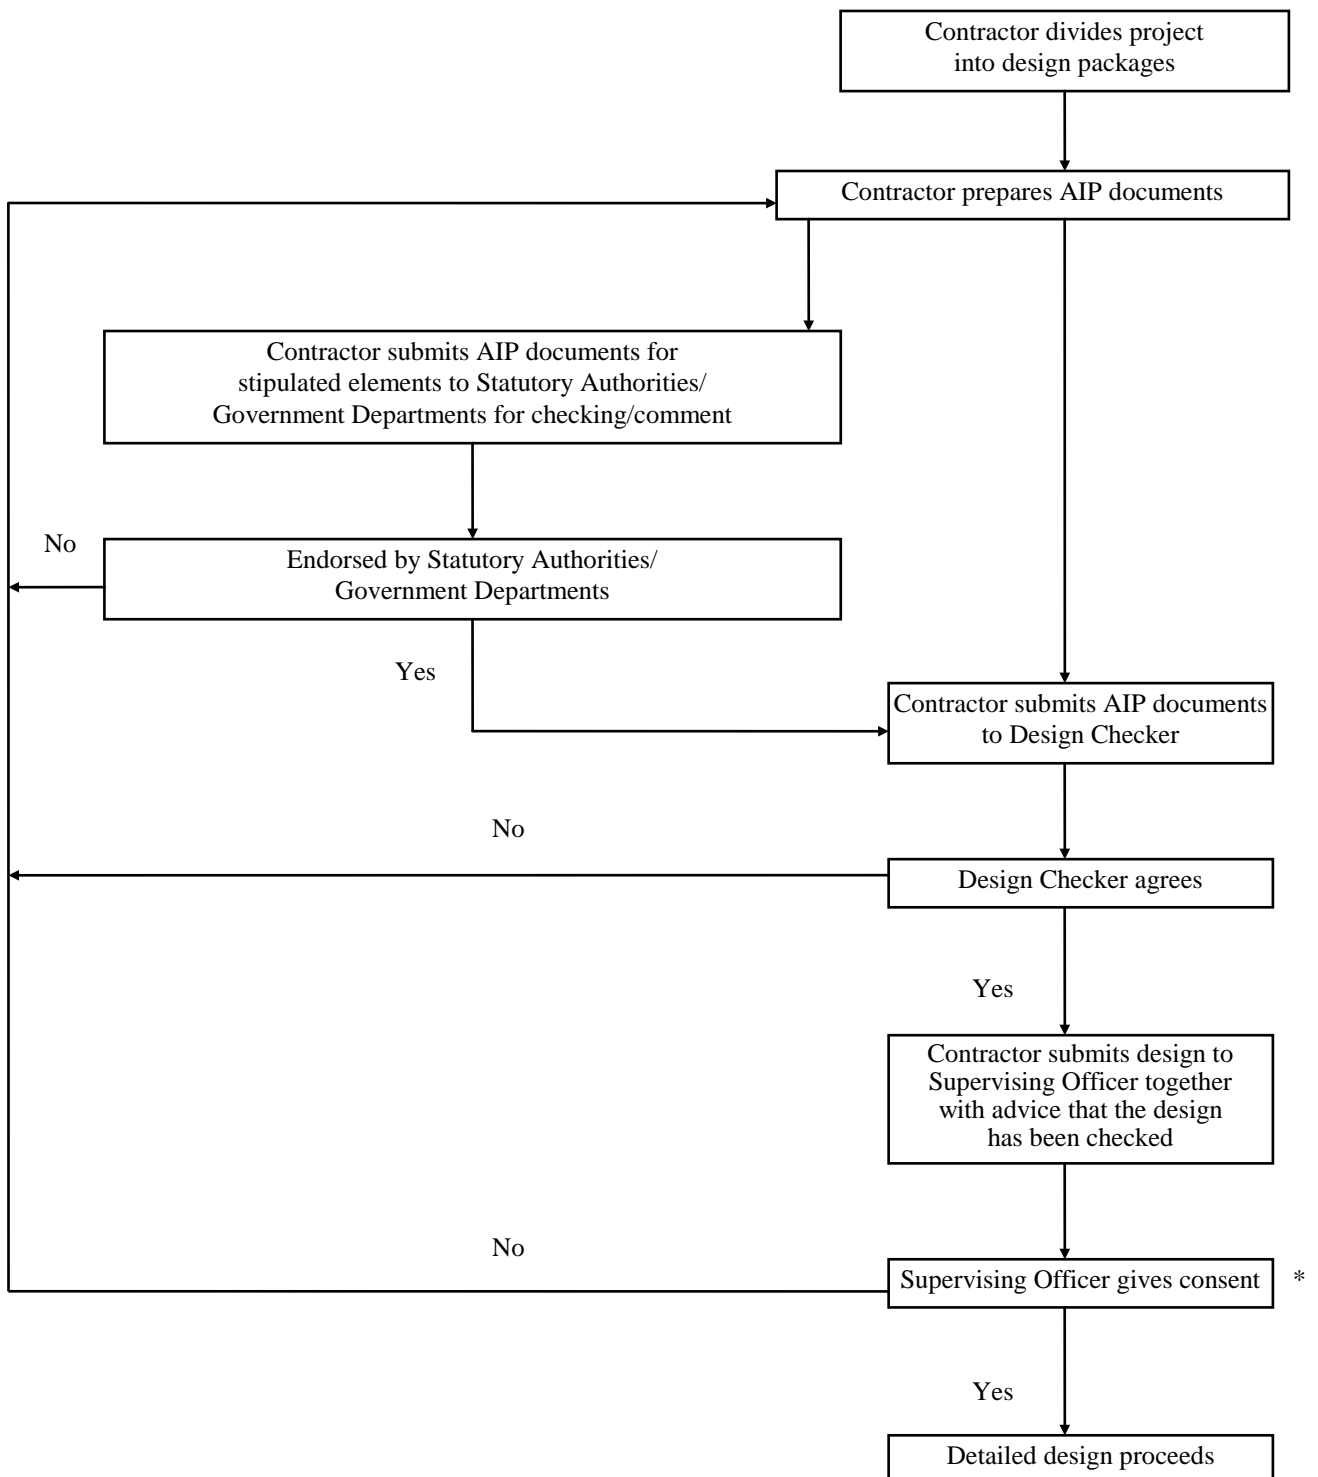 Contractor divides project
into design packages
Contractor prepares AIP documents
Contractor submits AIP documents for
stipulated elements to Statutory Authorities/
Government Departments for checking/comment
No
Endorsed by Statutory Authorities/
Government Departments
Yes
Contractor submits AIP documents
to Design Checker
No
Design Checker agrees
Yes
Contractor submits design to
Supervising Officer together
with advice that the design
has been checked
No
Supervising Officer gives consent *
Yes
Detailed design proceeds